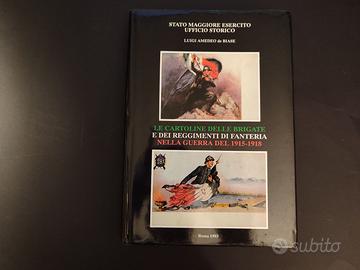 STATO MAGGIORE ESERCITO
UFFICIO STORICO
LUIGI AMEDEO de BIASE
LE CARTOLINE DELLE BRIGATE
E DEI REGGIMENTI DI FANTERIA
NELLA GUERRA DEL 1915-1918
Roma 1993
subito